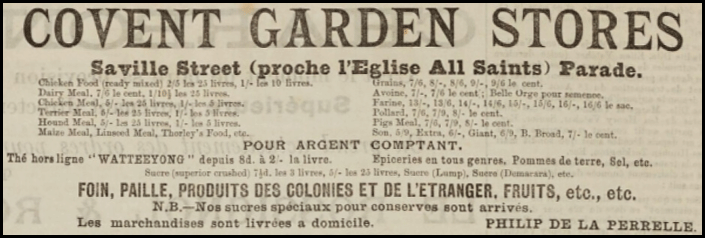 COVENT GARDEN STORES
Saville Street (proche l'Eglise All Saints) Parade.
Chicken Food (ready mixed) 2/5 les 25 livres, 1/- les 10 livres.
Dairy Meal, 7/6 le cent, 1/10½ les 25 livres.
Chicken Meal, 5/- les 25 livres, 1/- les 5 livres.
Terrier Meal, 5/- les 25 livres, 1/- les 5 livres.
Hound Meal, 5/- les 25 livres, 1/- les 5 livres.
Maize Meal, Linseed Meal, Thorley's Food, etc.
Grains, 7/6, 8/-, 8/6, 9/-, 9/6 le cent.
Avoine, 7/-, 7/6 le cent; Belle Orge pour semence.
Farine, 13/-, 13/6, 14/-, 14/6, 15/-, 15/6, 16/-, 16/6 le sac.
Pollard, 7/6, 7/9, 8/- le cent.
Pigs Meal, 7/6, 7/9, 8/- le cent.
Son, 5/9, Extra, 6/-, Giant, 6/9, B. Broad, 7/- le cent.
POUR ARGENT COMPTANT.
Thé hors ligne "WATTEEYONG" depuis 8d. à 2/- la livre.
Epiceries en tous genres. Pommes de terre, Sel, etc.
Sucre (superior crushed) 7½d. les 3 livres, 5/- les 25 livres, Sucre (Lump), Sucre (Demarara), etc.
FOIN, PAILLE, PRODUITS DES COLONIES ET DE L'ETRANGER, FRUITS, etc., etc.
N.B.—Nos sucres spéciaux pour conserves sont arrivés.
Les marchandises sont livrées a domicile.
PHILIP DE LA PERRELLE.